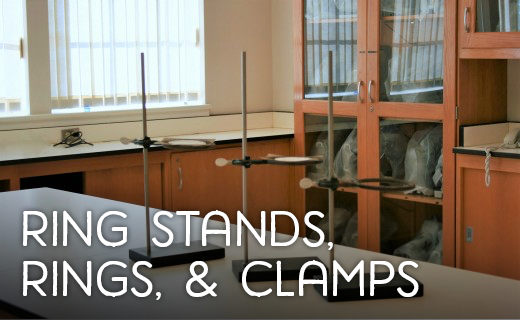 RING STANDS,
RINGS, & CLAMPS